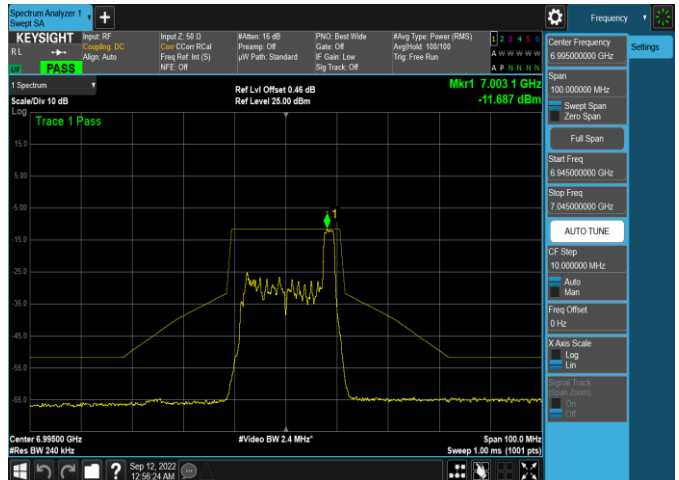 Spectrum Analyzer 1
Swept SA
Frequency
KEYSIGHT
R L
PASS
Input: RF
Coupling: DC
Align: Auto
Input Z: 50 Ω
Corr CCorr RCal
Freq Ref: Int (S)
NFE: Off
#Atten: 16 dB
Preamp: Off
µW Path: Standard
PNO: Best Wide
Gate: Off
IF Gain: Low
Sig Track: Off
#Avg Type: Power (RMS)
Avg|Hold: 100/100
Trig: Free Run
1 2 3 4 5 6
A W W W W W
A P N N N N
Center Frequency
6.995000000 GHz
Settings
Span
100.000000 MHz
Swept Span
Zero Span
Full Span
Start Freq
6.945000000 GHz
Stop Freq
7.045000000 GHz
AUTO TUNE
CF Step
10.000000 MHz
Auto
Man
Freq Offset
0 Hz
X Axis Scale
Log
Lin
Signal Track
(Span Zoom)
On
Off
1 Spectrum
Scale/Div 10 dB
Log
Ref Lvl Offset 0.46 dB
Ref Level 25.00 dBm
Mkr1 7.003 1 GHz
-11.687 dBm
Trace 1 Pass
15.0
5.00
-5.00
-15.0
-25.0
-35.0
-45.0
-55.0
-65.0
1
Center 6.99500 GHz
#Res BW 240 kHz
#Video BW 2.4 MHz*
Span 100.0 MHz
Sweep 1.00 ms (1001 pts)
?
Sep 12, 2022
12:56:24 AM